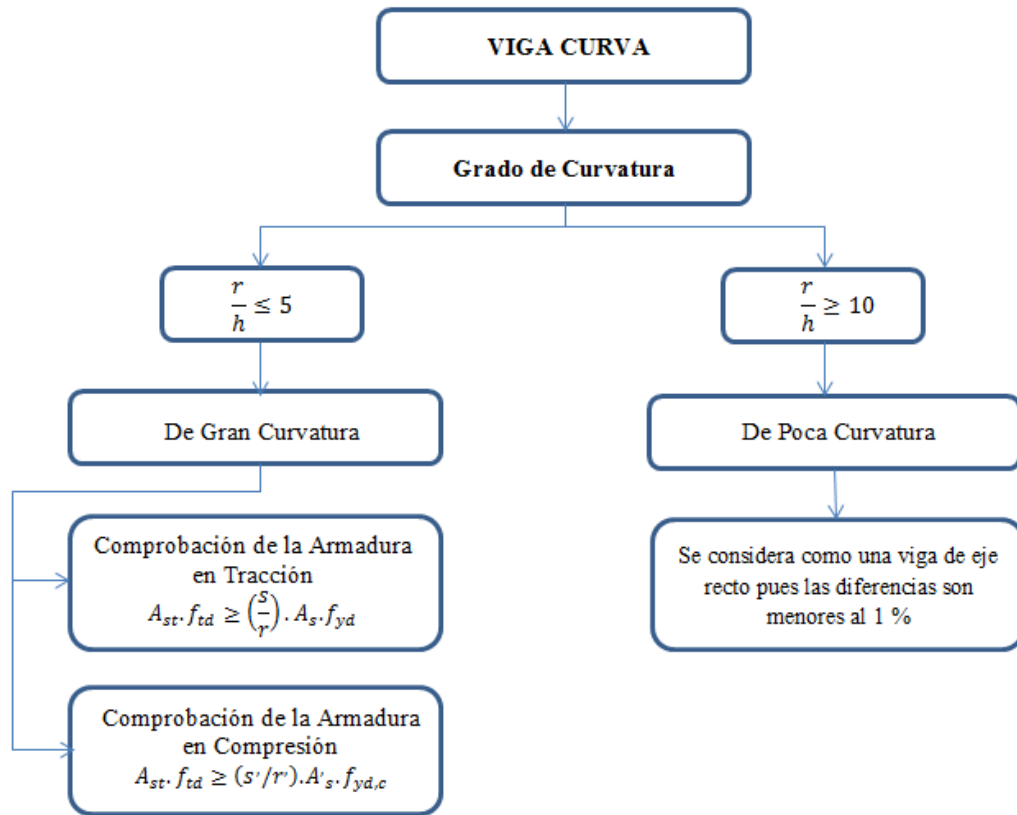 VIGA CURVA
Grado de Curvatura
r/h ≤ 5
r/h ≥ 10
De Gran Curvatura
De Poca Curvatura
Comprobación de la Armadura
en Tracción
A_st. f_td ≥ (s/r). A_s. f_yd
Se considera como una viga de eje
recto pues las diferencias son
menores al 1 %
Comprobación de la Armadura
en Compresión
A_st. f_td ≥ (s'/r'). A'_s. f_yd,c